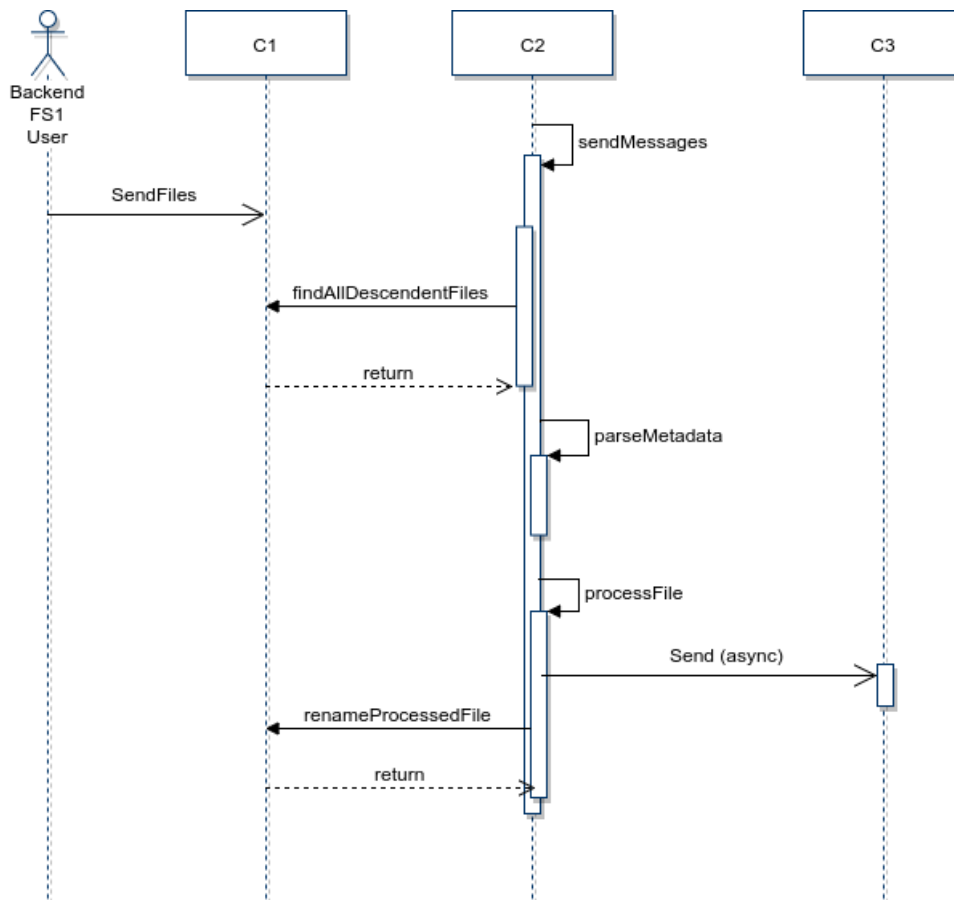 C1
C2
C3
Backend
FS1
User
sendMessages
SendFiles
findAllDescendentFiles
return
parseMetadata
processFile
Send (async)
renameProcessedFile
return